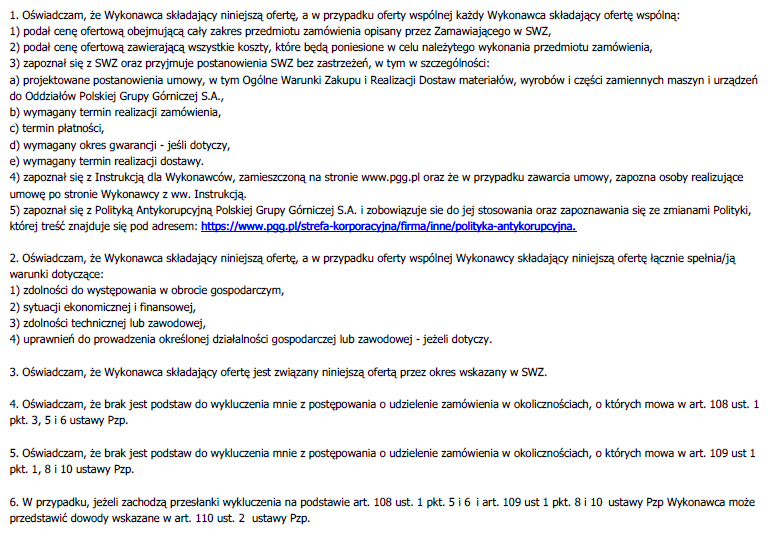 1. Oświadczam, że Wykonawca składający niniejszą ofertę, a w przypadku oferty wspólnej każdy Wykonawca składający ofertę wspólną:
1) podał cenę ofertową obejmującą cały zakres przedmiotu zamówienia opisany przez Zamawiającego w SWZ,
2) podał cenę ofertową zawierającą wszystkie koszty, które będą poniesione w celu należytego wykonania przedmiotu zamówienia,
3) zapoznał się z SWZ oraz przyjmuje postanowienia SWZ bez zastrzeżeń, w tym w szczególności:
a) projektowane postanowienia umowy, w tym Ogólne Warunki Zakupu i Realizacji Dostaw materiałów, wyrobów i części zamiennych maszyn i urządzeń
do Oddziałów Polskiej Grupy Górniczej S.A.,
b) wymagany termin realizacji zamówienia,
c) termin płatności,
d) wymagany okres gwarancji - jeśli dotyczy,
e) wymagany termin realizacji dostawy.
4) zapoznał się z Instrukcją dla Wykonawców, zamieszczoną na stronie www.pgg.pl oraz że w przypadku zawarcia umowy, zapozna osoby realizujące
umowę po stronie Wykonawcy z ww. Instrukcją.
5) zapoznał się z Polityką Antykorupcyjną Polskiej Grupy Górniczej S.A. i zobowiązuje sie do jej stosowania oraz zapoznawania się ze zmianami Polityki,
której treść znajduje się pod adresem: https://www.pgg.pl/strefa-korporacyjna/firma/inne/polityka-antykorupcyjna.
2. Oświadczam, że Wykonawca składający niniejszą ofertę, a w przypadku oferty wspólnej Wykonawcy składający niniejszą ofertę łącznie spełnia/ją
warunki dotyczące:
1) zdolności do występowania w obrocie gospodarczym,
2) sytuacji ekonomicznej i finansowej,
3) zdolności technicznej lub zawodowej,
4) uprawnień do prowadzenia określonej działalności gospodarczej lub zawodowej - jeżeli dotyczy.
3. Oświadczam, że Wykonawca składający ofertę jest związany niniejszą ofertą przez okres wskazany w SWZ.
4. Oświadczam, że brak jest podstaw do wykluczenia mnie z postępowania o udzielenie zamówienia w okolicznościach, o których mowa w art. 108 ust. 1
pkt. 3, 5 i 6 ustawy Pzp.
5. Oświadczam, że brak jest podstaw do wykluczenia mnie z postępowania o udzielenie zamówienia w okolicznościach, o których mowa w art. 109 ust 1
pkt. 1, 8 i 10 ustawy Pzp.
6. W przypadku, jeżeli zachodzą przesłanki wykluczenia na podstawie art. 108 ust. 1 pkt. 5 i 6 i art. 109 ust 1 pkt. 8 i 10 ustawy Pzp Wykonawca może
przedstawić dowody wskazane w art. 110 ust. 2 ustawy Pzp.